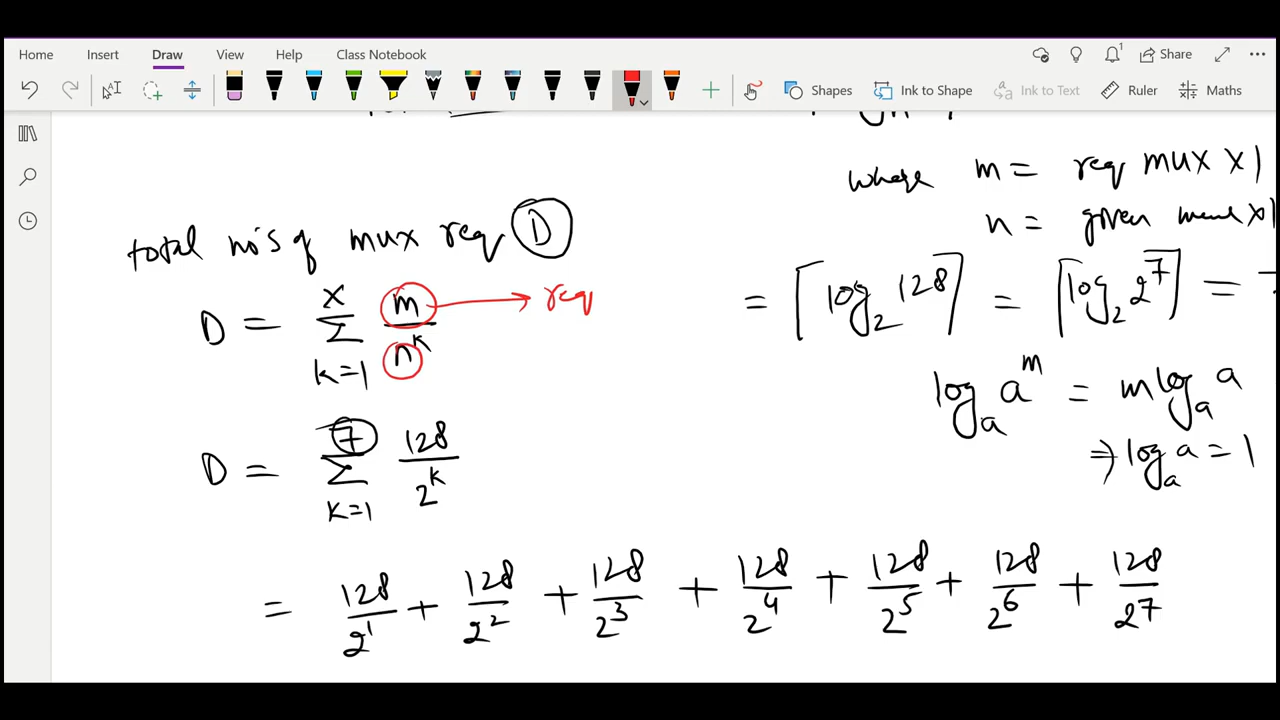 Home Insert Draw View Help Class Notebook Share
Shapes Ink to Shape Ink to Text Ruler Maths
where m = req mux x 1
n = given x 1
total no's of mux req D
D = X Σ k=1 m/n^k → req
= ⌈log₂ 128⌉ = ⌈log₂ 2⁷⌉ =
log_a a^m = m log_a a
⇒ log_a a = 1
D = 7 Σ k=1 128/2^k
= 128/2¹ + 128/2² + 128/2³ + 128/2⁴ + 128/2⁵ + 128/2⁶ + 128/2⁷